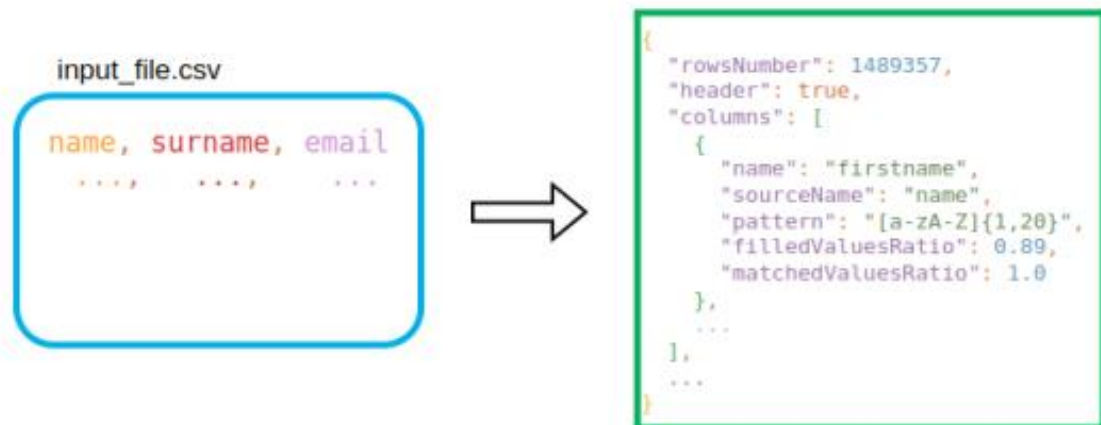 input_file.csv
name, surname, email
..., ..., ...
{
"rowsNumber": 1489357,
"header": true,
"columns": [
{
"name": "firstname",
"sourceName": "name",
"pattern": "[a-zA-Z]{1,20}",
"filledValuesRatio": 0.89,
"matchedValuesRatio": 1.0
},
...
],
...
}